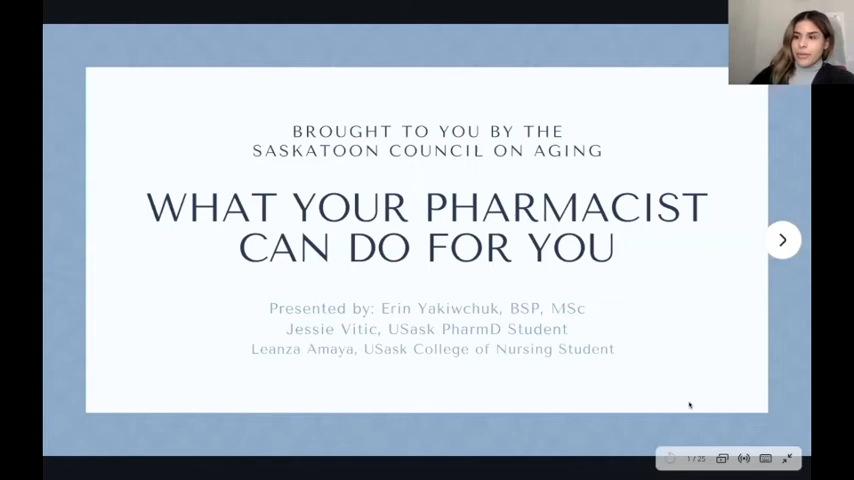 BROUGHT TO YOU BY THE
SASKATOON COUNCIL ON AGING
WHAT YOUR PHARMACIST
CAN DO FOR YOU
Presented by: Erin Yakiwchuk, BSP, MSc
Jessie Vitic, USask PharmD Student
Leanza Amaya, USask College of Nursing Student
1 / 25